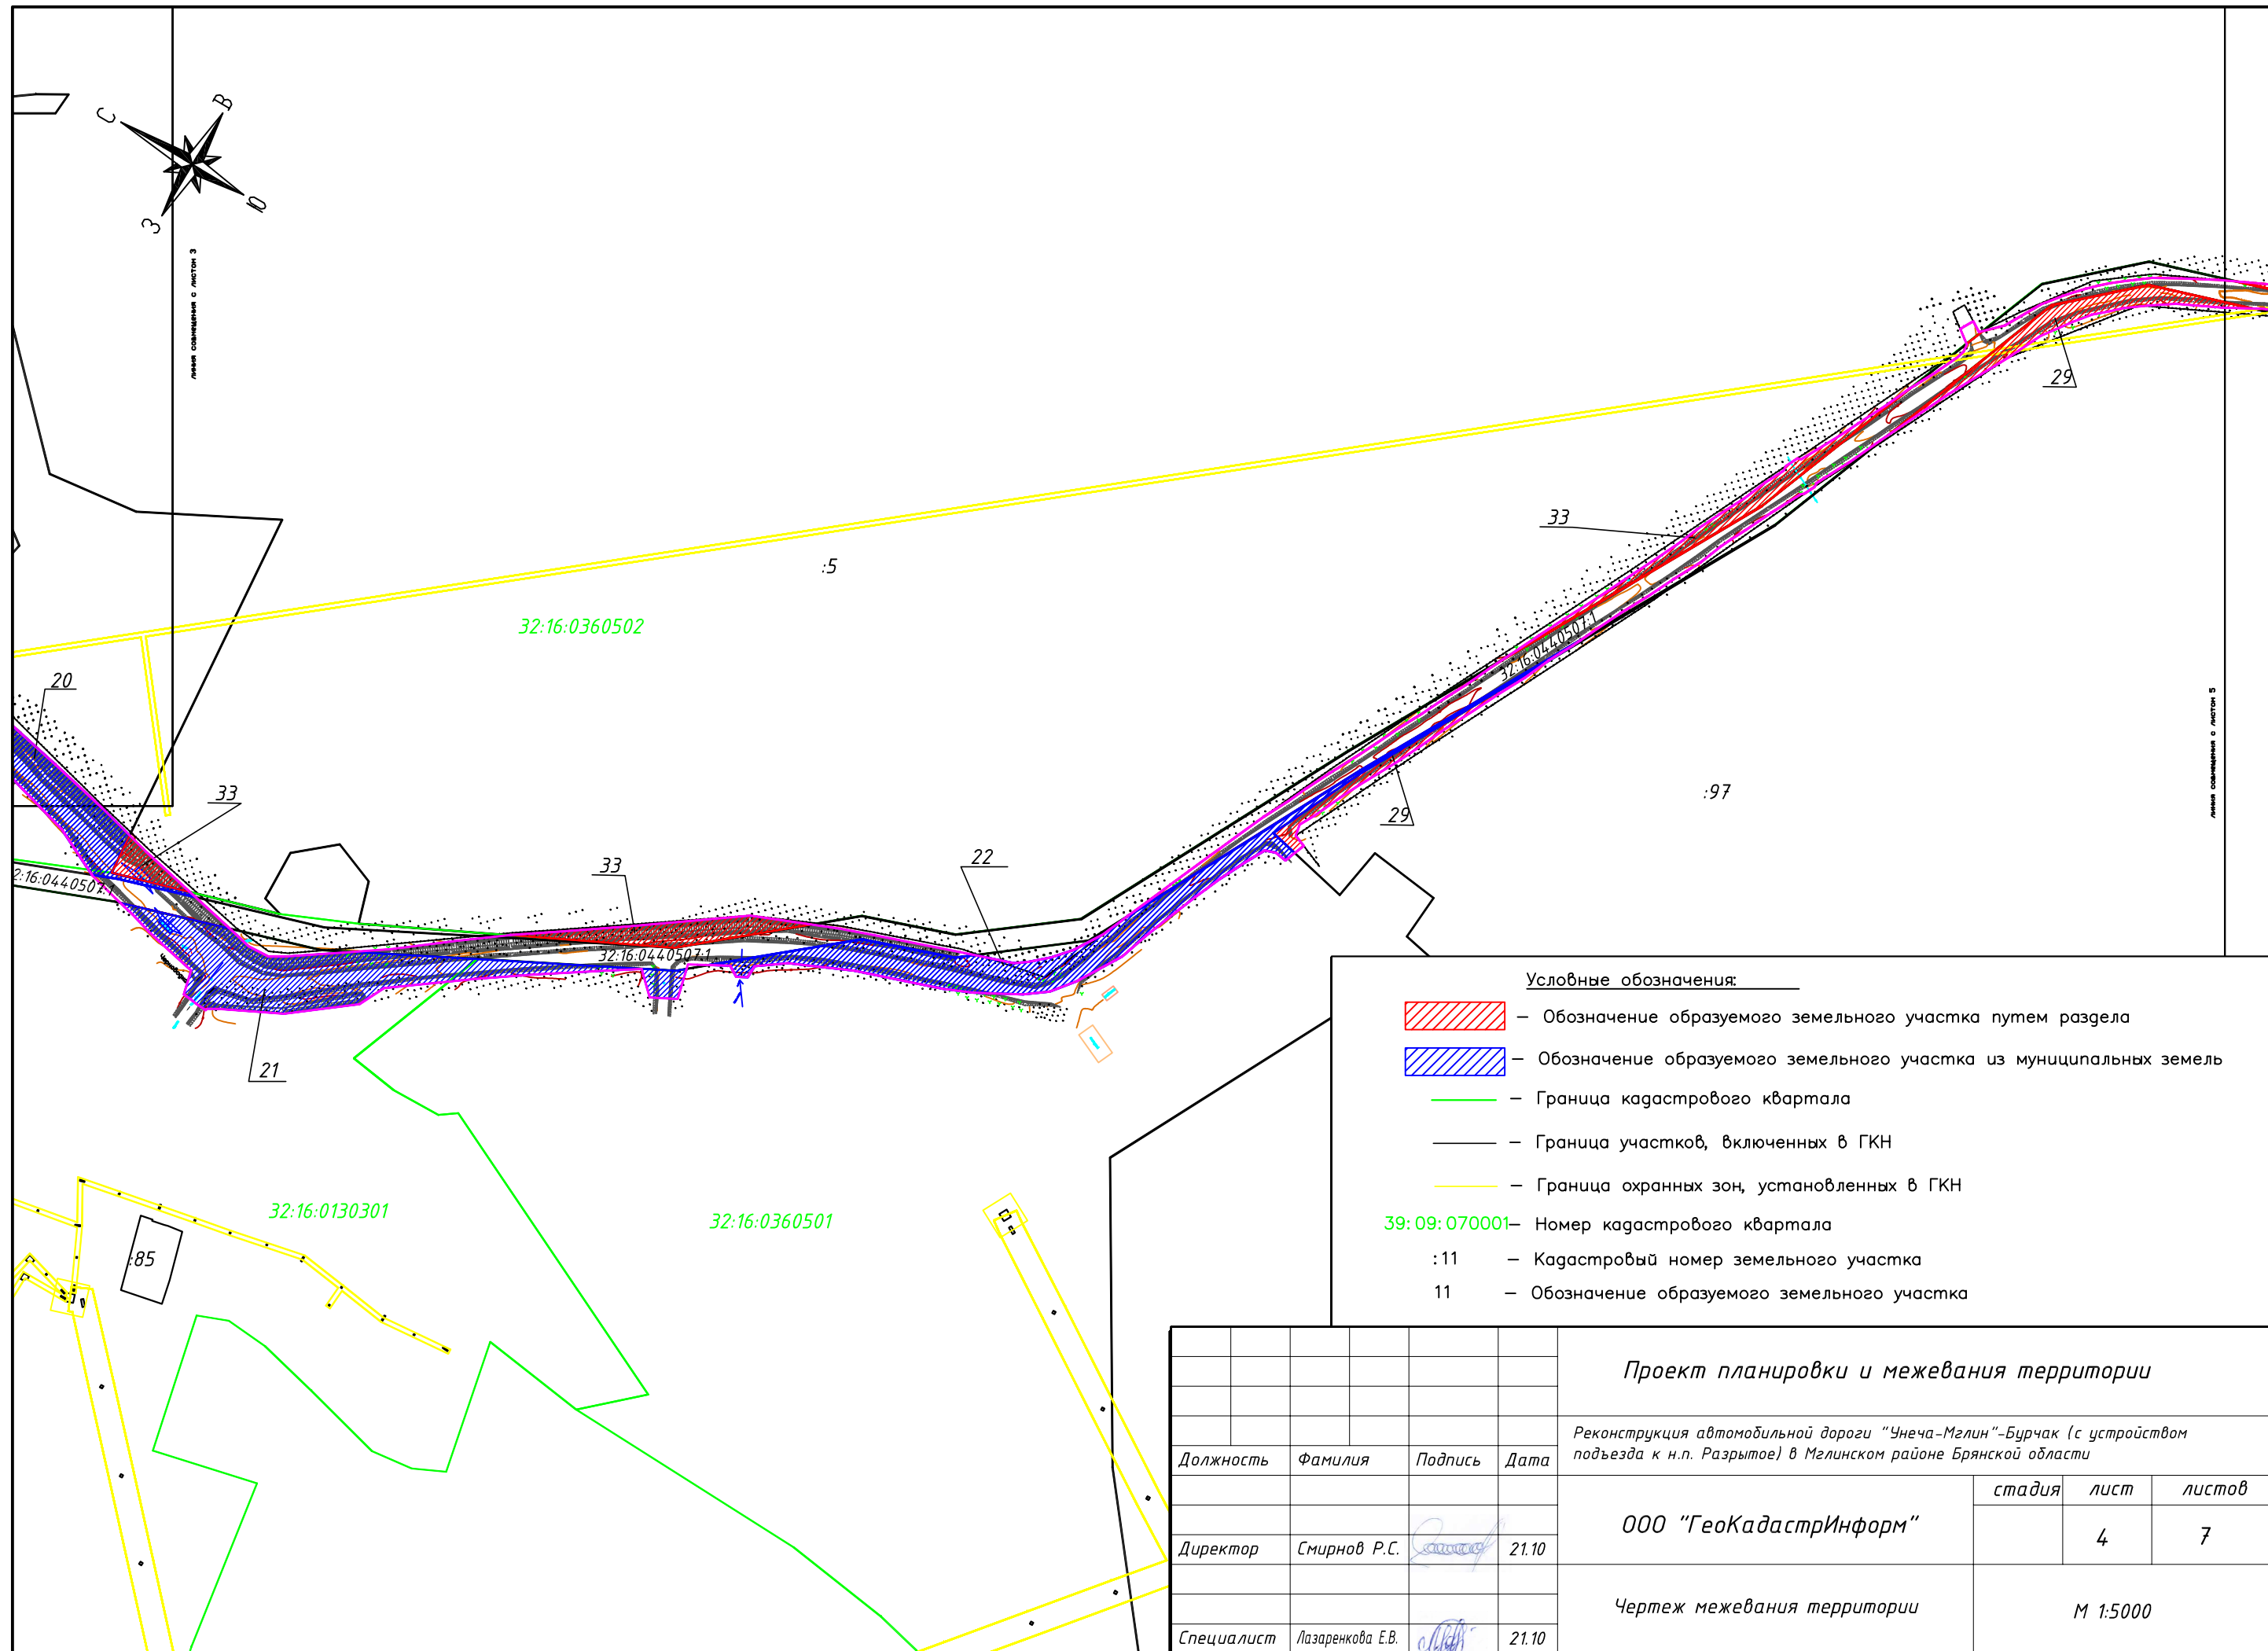 С
В
З
Ю
линия совмещения с листом 3
линия совмещения с листом 5
29
33
:5
32:16:0360502
32:16:0440507:1
20
:97
33
29
33
22
2:16:0440507:1
32:16:0440507:1
21
32:16:0130301
32:16:0360501
:85
Условные обозначения:
– Обозначение образуемого земельного участка путем раздела
– Обозначение образуемого земельного участка из муниципальных земель
– Граница кадастрового квартала
– Граница участков, включенных в ГКН
– Граница охранных зон, установленных в ГКН
39:09:070001– Номер кадастрового квартала
:11 – Кадастровый номер земельного участка
11 – Обозначение образуемого земельного участка
Проект планировки и межевания территории
Реконструкция автомобильной дороги "Унеча-Мглин"-Бурчак (с устройством
подъезда к н.п. Разрытое) в Мглинском районе Брянской области
Должность Фамилия Подпись Дата
стадия лист листов
ООО "ГеоКадастрИнформ"
4 7
Директор Смирнов Р.С. 21.10
Чертеж межевания территории
М 1:5000
Специалист Лазаренкова Е.В. 21.10